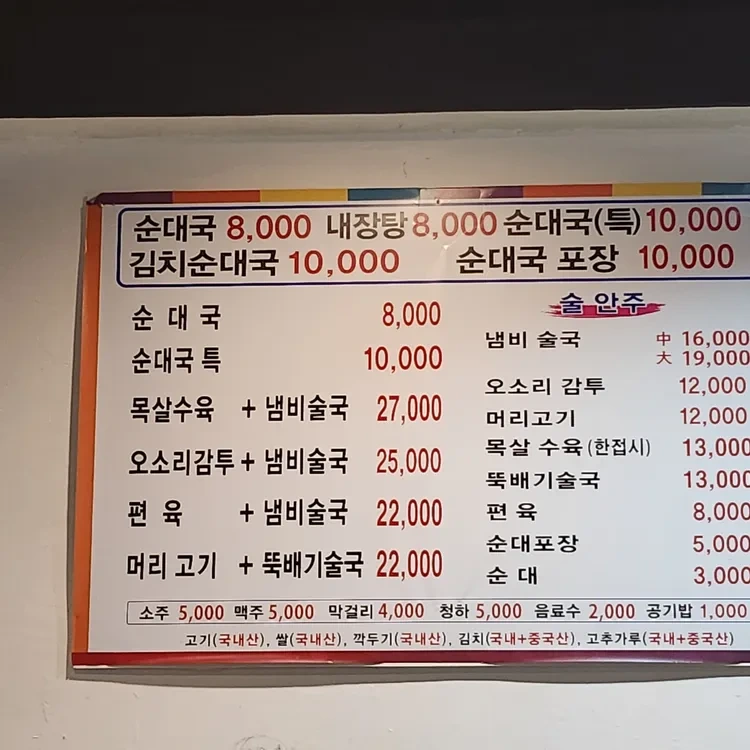 순대국 8,000 내장탕 8,000 순대국(특) 10,000
김치순대국 10,000 순대국 포장 10,000
순 대 국 8,000
순대국 특 10,000
목살수육 + 냄비술국 27,000
오소리감투 + 냄비술국 25,000
편 육 + 냄비술국 22,000
머리 고기 + 뚝배기술국 22,000
술 안주
냄비 술국 中 16,000
大 19,000
오소리 감투 12,000
머리고기 12,000
목살 수육 (한접시) 13,000
뚝배기술국 13,000
편 육 8,000
순대포장 5,000
순 대 3,000
소주 5,000 맥주 5,000 막걸리 4,000 청하 5,000 음료수 2,000 공기밥 1,000
고기(국내산), 쌀(국내산), 깍두기(국내산), 김치(국내+중국산), 고추가루(국내+중국산)